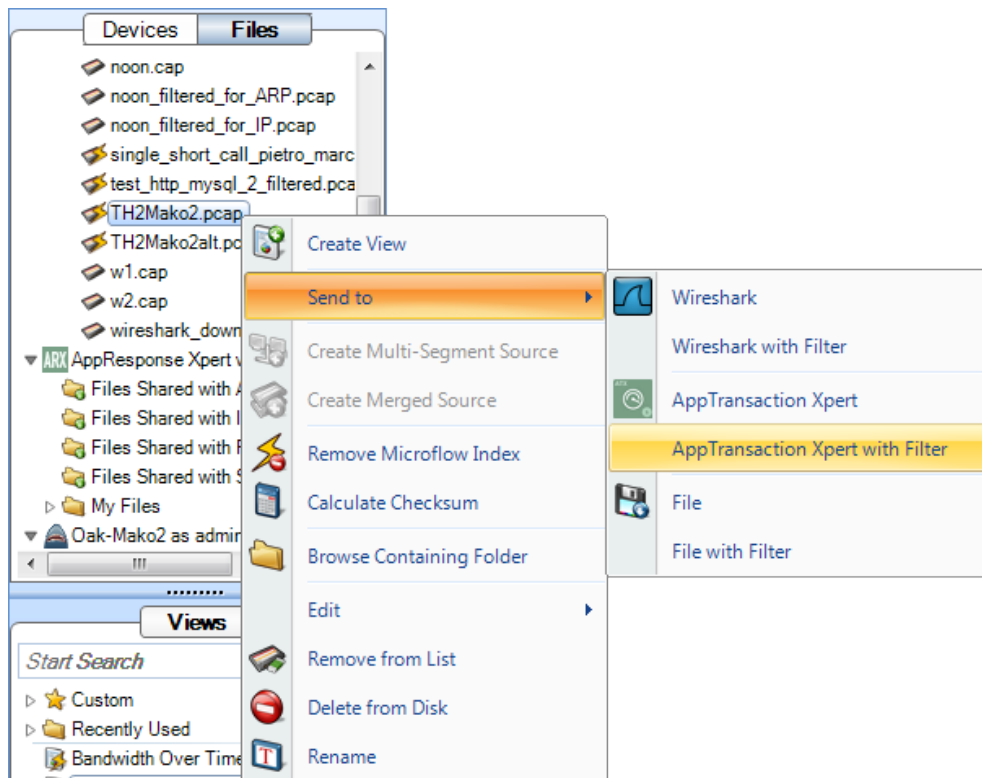 Devices
Files
noon.cap
noon_filtered_for_ARP.pcap
noon_filtered_for_IP.pcap
single_short_call_pietro_marc
test_http_mysql_2_filtered.pca
TH2Mako2.pcap
TH2Mako2alt.pc
w1.cap
w2.cap
wireshark_down
ARX AppResponse Xpert
Files Shared with
Files Shared with
Files Shared with
Files Shared with
My Files
Oak-Mako2 as admin
Views
Start Search
Custom
Recently Used
Bandwidth Over Time
Create View
Send to
Create Multi-Segment Source
Create Merged Source
Remove Microflow Index
Calculate Checksum
Browse Containing Folder
Edit
Remove from List
Delete from Disk
T Rename
Wireshark
Wireshark with Filter
ATX
AppTransaction Xpert
AppTransaction Xpert with Filter
File
File with Filter